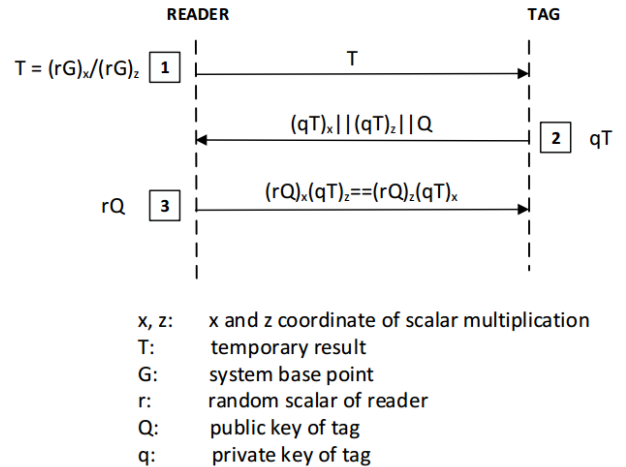 READER TAG
T = (rG)ₓ/(rG)z 1 T
(qT)ₓ||(qT)z||Q 2 qT
rQ 3 (rQ)ₓ(qT)z==(rQ)z(qT)ₓ
x, z: x and z coordinate of scalar multiplication
T: temporary result
G: system base point
r: random scalar of reader
Q: public key of tag
q: private key of tag